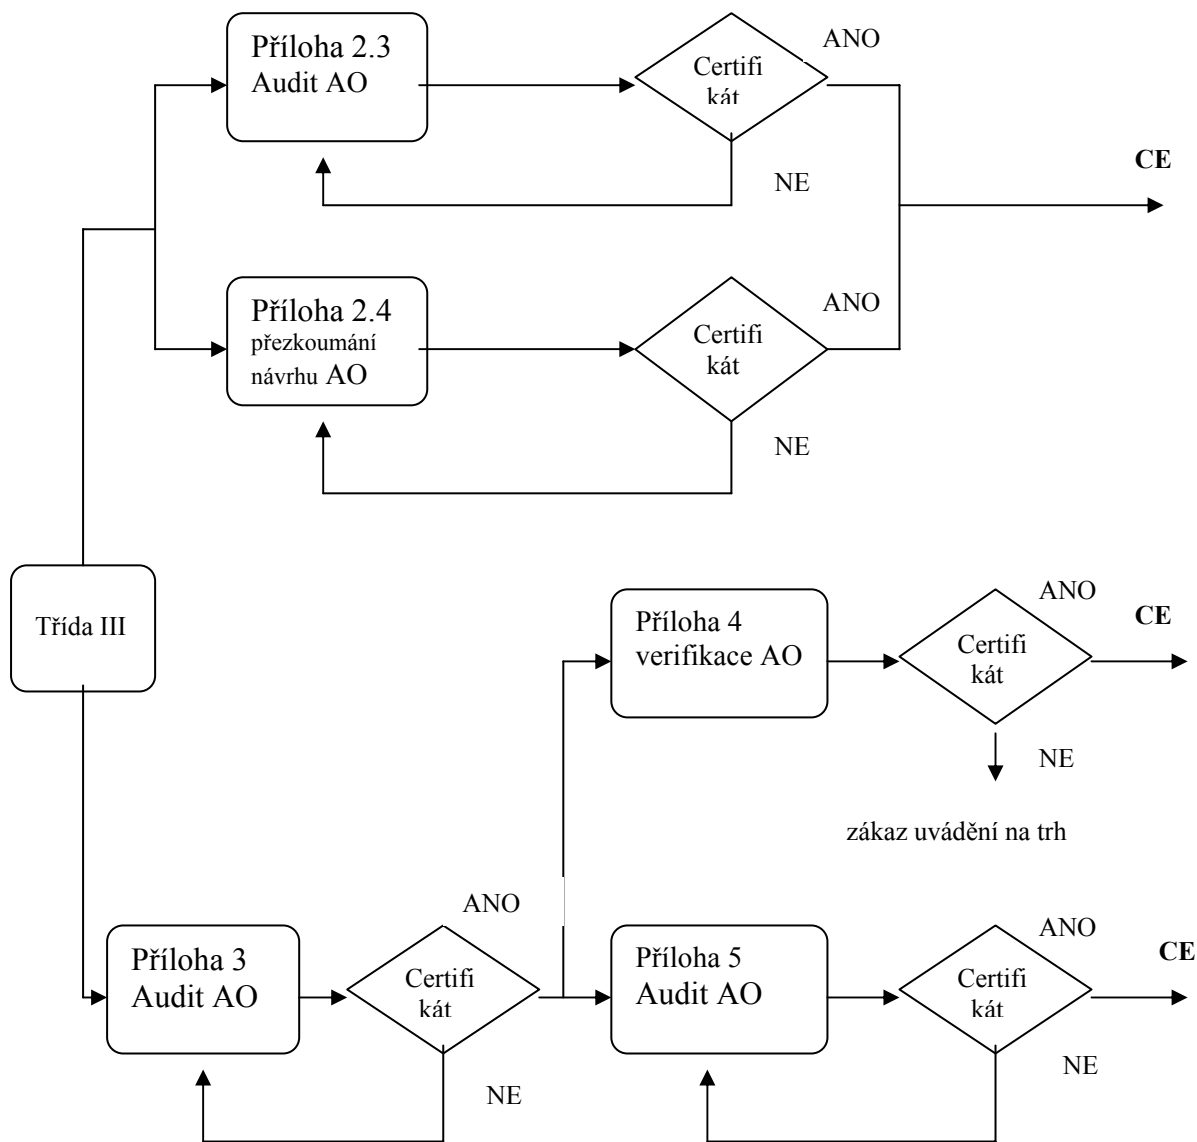 Příloha 2.3
Audit AO
Certifi
kát
ANO
NE
CE
Příloha 2.4
přezkoumání
návrhu AO
Certifi
kát
ANO
NE
Třída III
Příloha 4
verifikace AO
Certifi
kát
ANO
CE
NE
zákaz uvádění na trh
Příloha 3
Audit AO
Certifi
kát
ANO
NE
Příloha 5
Audit AO
Certifi
kát
ANO
CE
NE